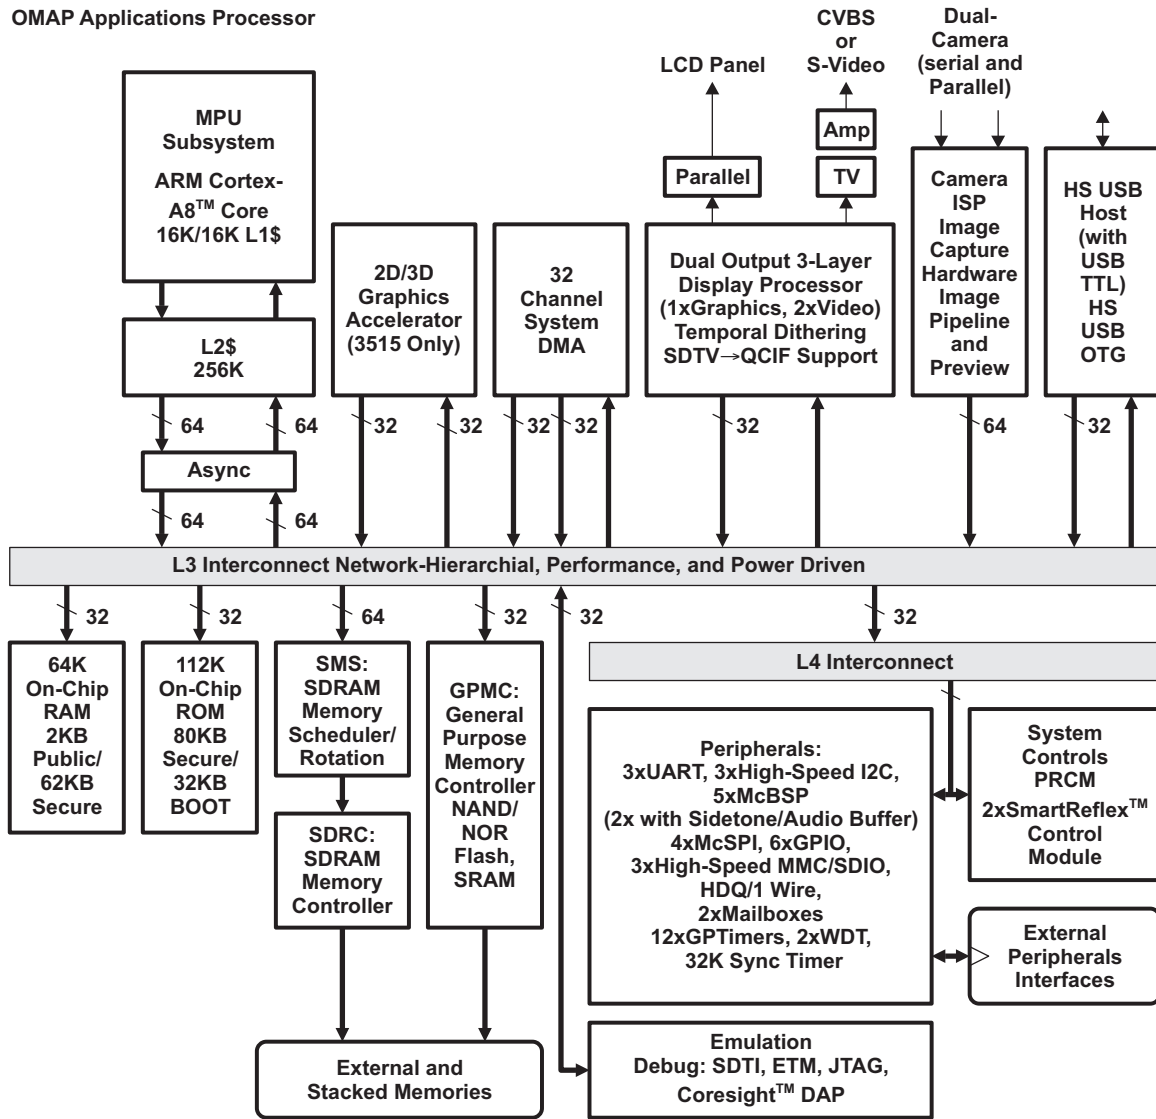 OMAP Applications Processor
CVBS
or
S-Video
Dual-
Camera
(serial and
Parallel)
LCD Panel
Amp
Parallel
TV
MPU
Subsystem
ARM Cortex-
A8™ Core
16K/16K L1$
L2$
256K
64
64
Async
64
64
2D/3D
Graphics
Accelerator
(3515 Only)
32
32
32
Channel
System
DMA
32
32
Dual Output 3-Layer
Display Processor
(1xGraphics, 2xVideo)
Temporal Dithering
SDTV→QCIF Support
32
Camera
ISP
Image
Capture
Hardware
Image
Pipeline
and
Preview
64
HS USB
Host
(with
USB
TTL)
HS
USB
OTG
32
L3 Interconnect Network-Hierarchial, Performance, and Power Driven
32
32
64
32
32
32
64K
On-Chip
RAM
2KB
Public/
62KB
Secure
112K
On-Chip
ROM
80KB
Secure/
32KB
BOOT
SMS:
SDRAM
Memory
Scheduler/
Rotation
SDRC:
SDRAM
Memory
Controller
GPMC:
General
Purpose
Memory
Controller
NAND/
NOR
Flash,
SRAM
External and
Stacked Memories
L4 Interconnect
Peripherals:
3xUART, 3xHigh-Speed I2C,
5xMcBSP
(2x with Sidetone/Audio Buffer)
4xMcSPI, 6xGPIO,
3xHigh-Speed MMC/SDIO,
HDQ/1 Wire,
2xMailboxes
12xGPTimers, 2xWDT,
32K Sync Timer
System
Controls
PRCM
2xSmartReflex™
Control
Module
External
Peripherals
Interfaces
Emulation
Debug: SDTI, ETM, JTAG,
Coresight™ DAP